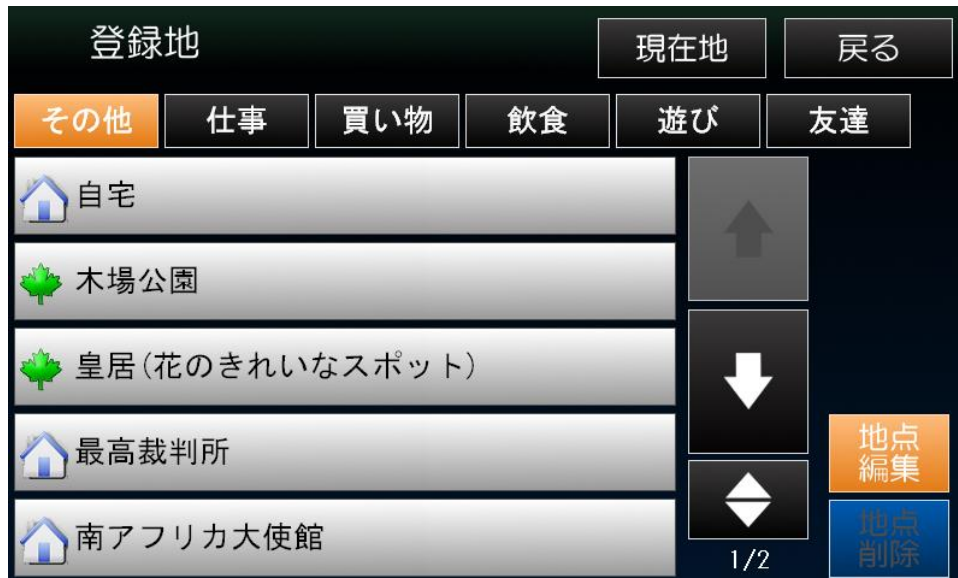 登録地
現在地
戻る
その他
仕事
買い物
飲食
遊び
友達
自宅
木場公園
皇居(花のきれいなスポット)
最高裁判所
南アフリカ大使館
地点
編集
地点
削除
1/2